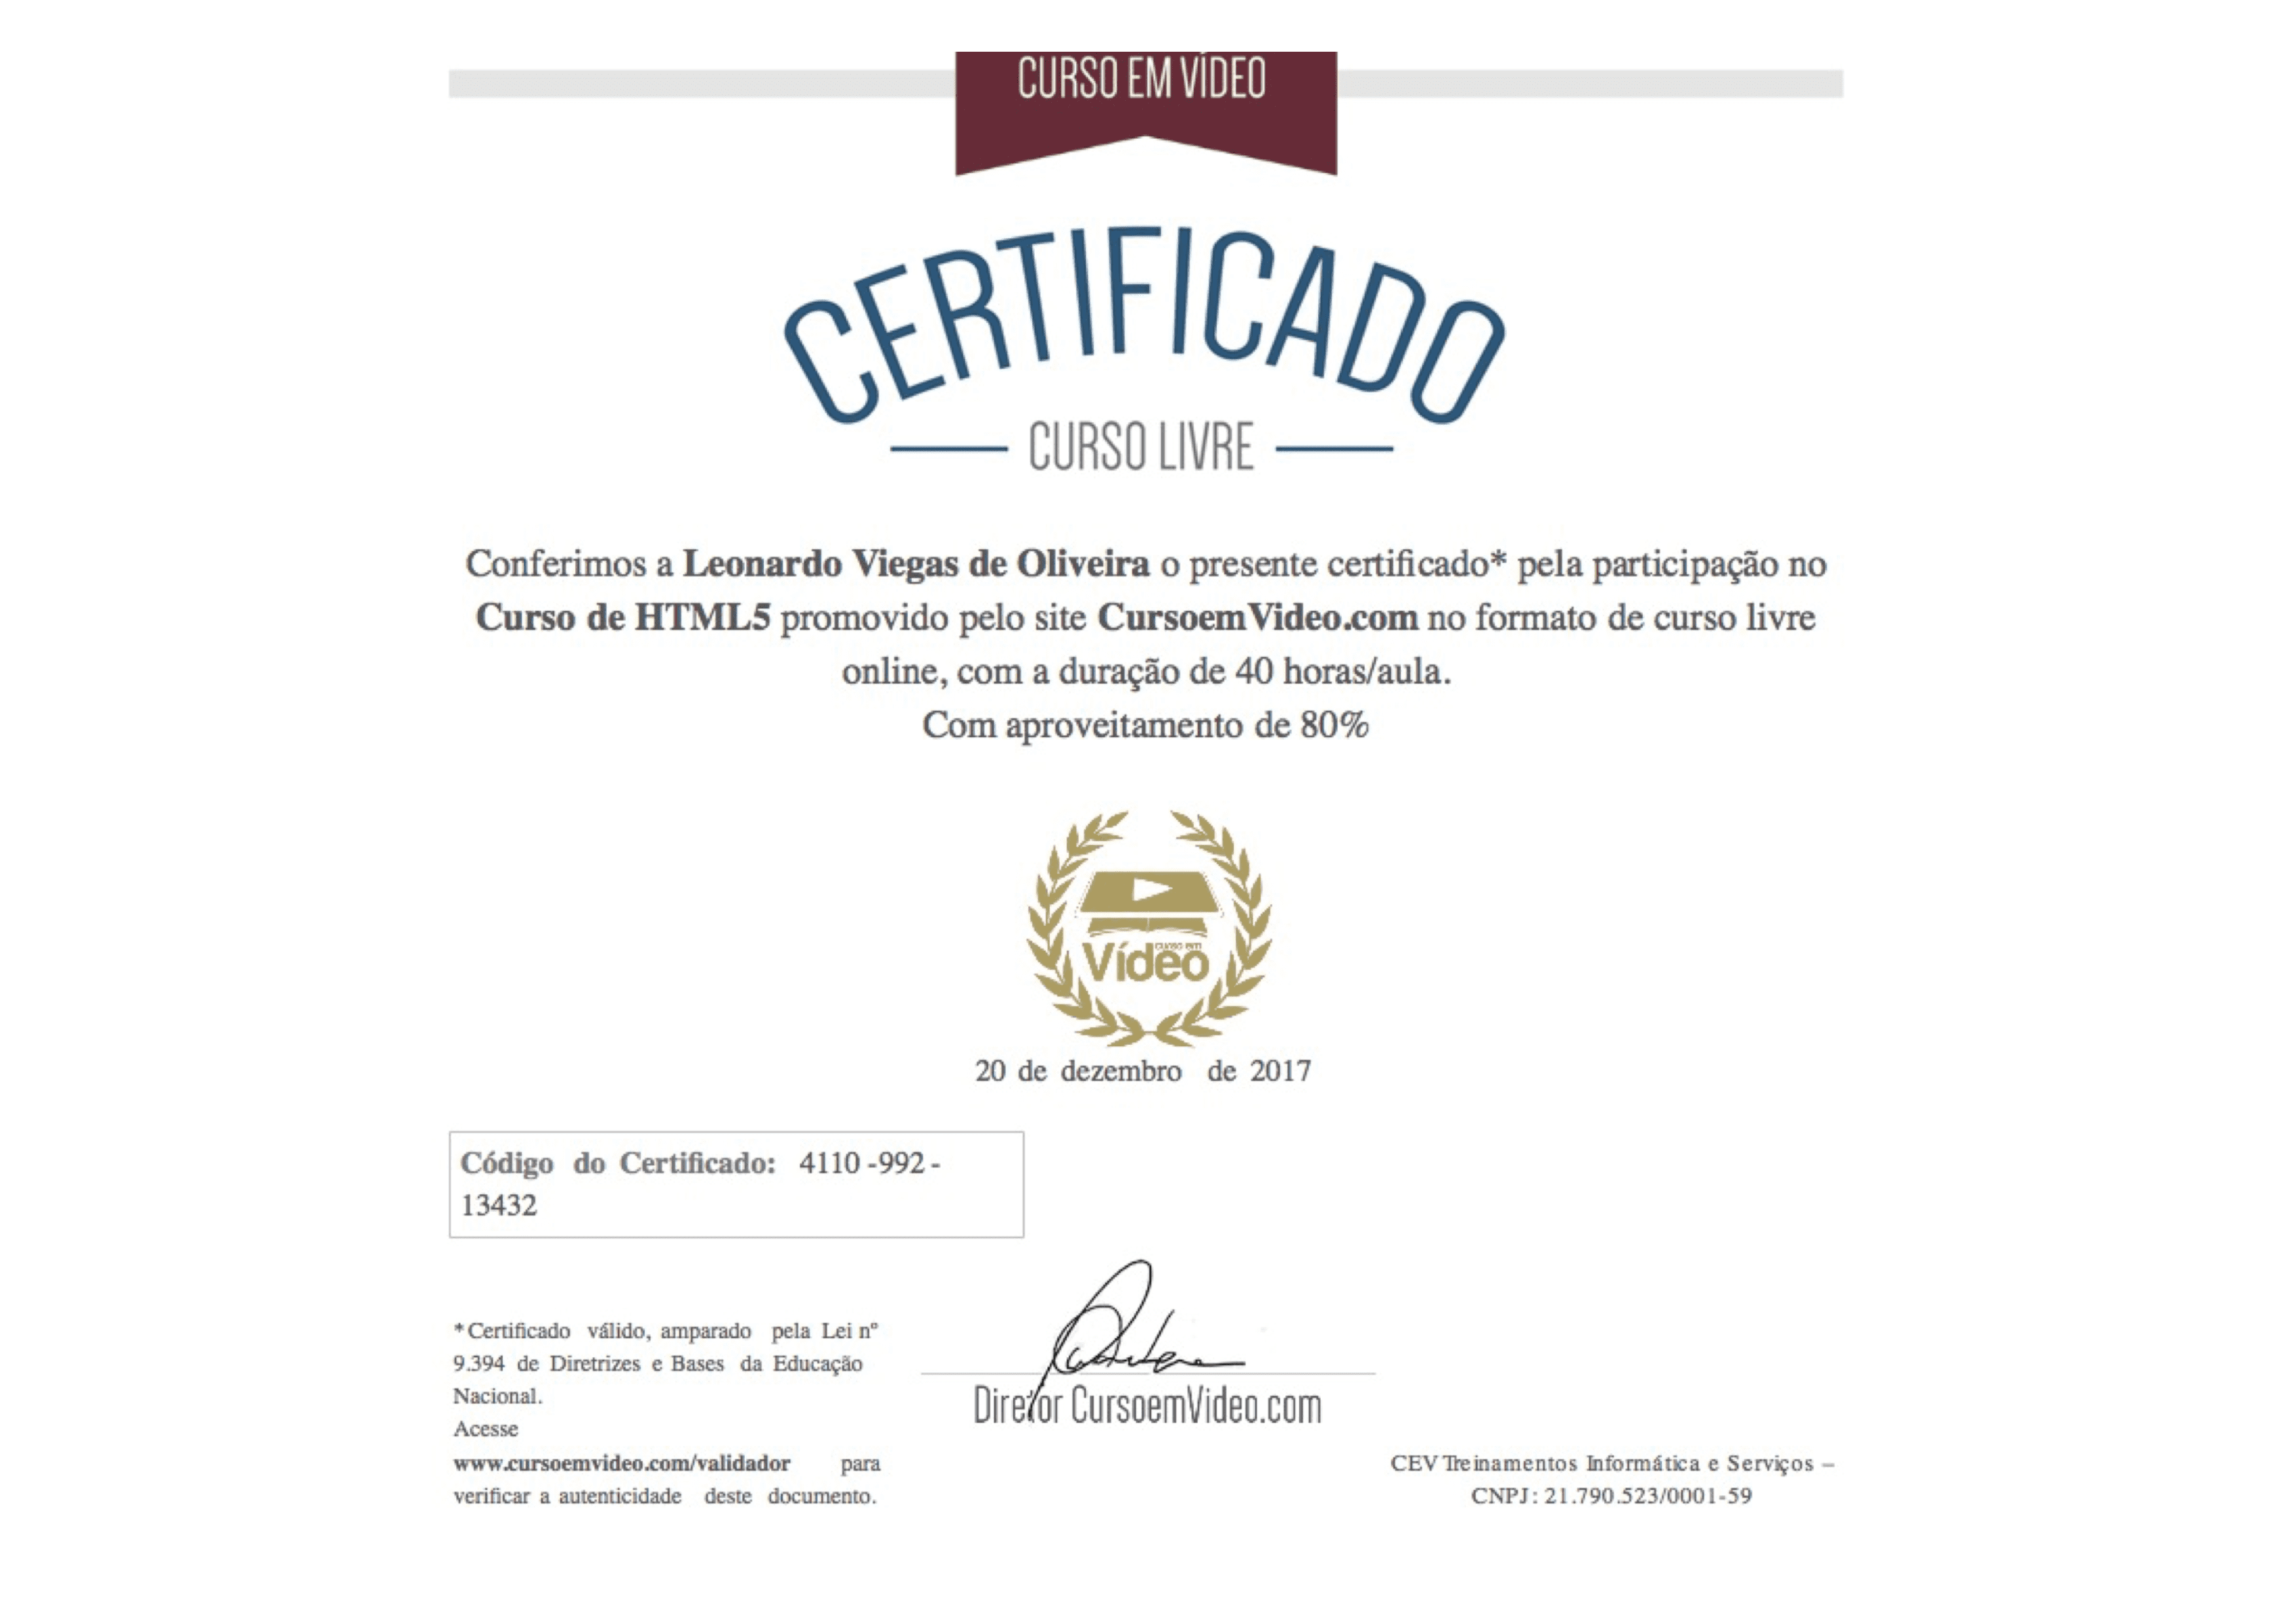 CURSO EM VÍDEO
CERTIFICADO
CURSO LIVRE
Conferimos a Leonardo Viegas de Oliveira o presente certificado* pela participação no
Curso de HTML5 promovido pelo site CursoemVideo.com no formato de curso livre
online, com a duração de 40 horas/aula.
Com aproveitamento de 80%
curso em
Vídeo
20 de dezembro de 2017
Código do Certificado: 4110-992-
13432
*Certificado válido, amparado pela Lei nº
9.394 de Diretrizes e Bases da Educação
Nacional.
Acesse
www.cursoemvideo.com/validador para
verificar a autenticidade deste documento.
Diretor CursoemVideo.com
CEV Treinamentos Informática e Serviços –
CNPJ: 21.790.523/0001-59